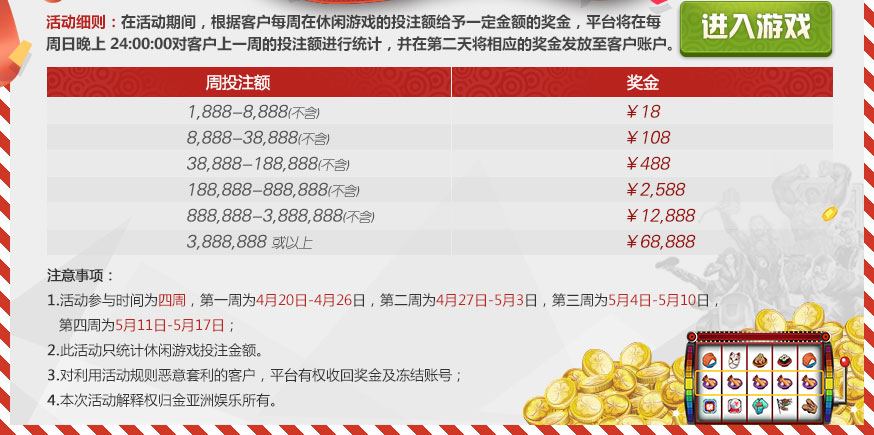 活动细则：在活动期间，根据客户每周在休闲游戏的投注额给予一定金额的奖金，平台将在每
周日晚上 24:00:00对客户上一周的投注额进行统计，并在第二天将相应的奖金发放至客户账户。
进入游戏
周投注额 奖金
1,888-8,888(不含) ￥18
8,888-38,888(不含) ￥108
38,888-188,888(不含) ￥488
188,888-888,888(不含) ￥2,588
888,888-3,888,888(不含) ￥12,888
3,888,888 或以上 ￥68,888
注意事项：
1.活动参与时间为四周，第一周为4月20日-4月26日，第二周为4月27日-5月3日，第三周为5月4日-5月10日，
第四周为5月11日-5月17日；
2.此活动只统计休闲游戏投注金额。
3.对利用活动规则恶意套利的客户，平台有权收回奖金及冻结账号；
4.本次活动解释权归金亚洲娱乐所有。